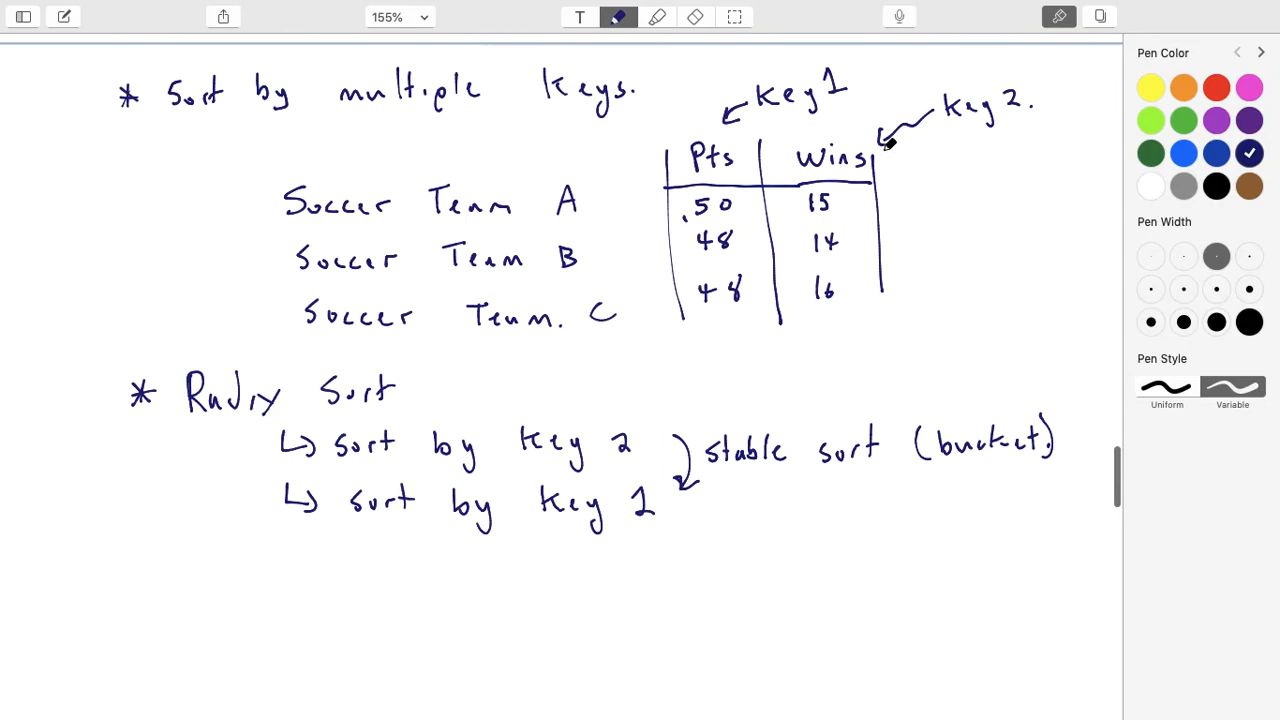 155%
T
Pen Color
* Sort by multiple keys.
key 1
key 2.
Pts Wins
Soccer Team A .50 15
Soccer Team B 48 14
Soccer Team. C 48 16
Pen Width
Pen Style
Uniform Variable
* Radix Sort
↳ sort by key 2 stable sort (bucket).
↳ sort by key 1